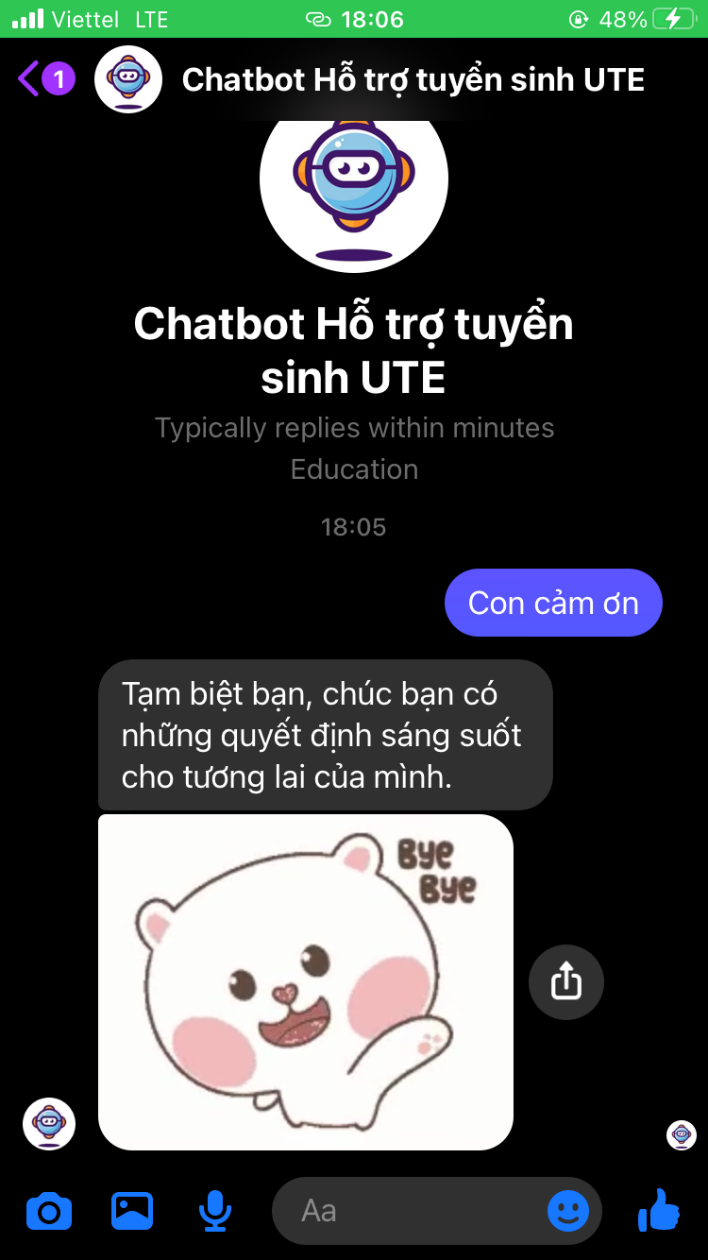 Viettel LTE 18:06 48%
1 Chatbot Hỗ trợ tuyển sinh UTE
Chatbot Hỗ trợ tuyển
sinh UTE
Typically replies within minutes
Education
18:05
Con cảm ơn
Tạm biệt bạn, chúc bạn có
những quyết định sáng suốt
cho tương lai của mình.
Bye
Bye
Aa